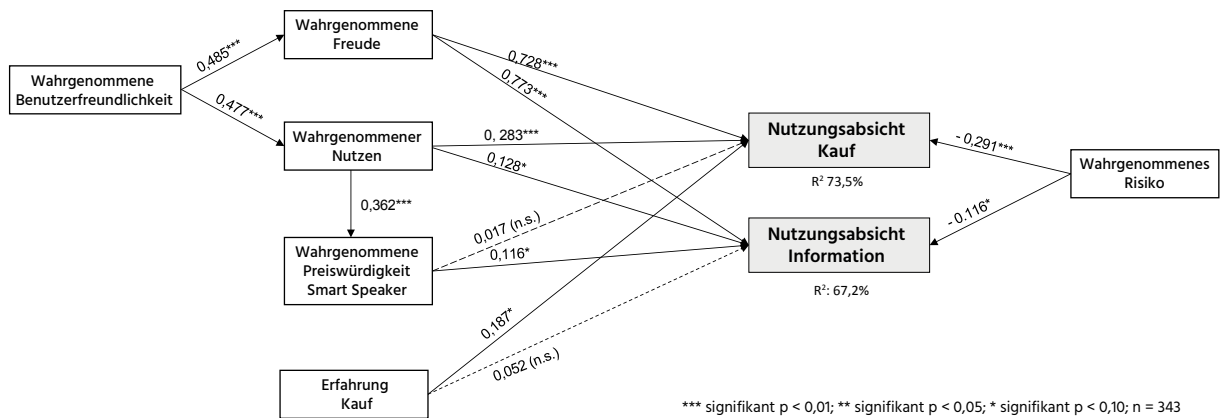 Wahrgenommene
Freude
0,485***
0,728***
0,773***
Wahrgenommene
Benutzerfreundlichkeit
0,477***
Wahrgenommener
Nutzen
0, 283***
0,128*
Nutzungsabsicht
Kauf
R² 73,5%
- 0,291***
Wahrgenommenes
Risiko
- 0.116*
0,362***
0,017 (n.s.)
Wahrgenommene
Preiswürdigkeit
Smart Speaker
0,116*
Nutzungsabsicht
Information
R²: 67,2%
0,187*
0,052 (n.s.)
Erfahrung
Kauf
*** signifikant p < 0,01; ** signifikant p < 0,05; * signifikant p < 0,10; n = 343